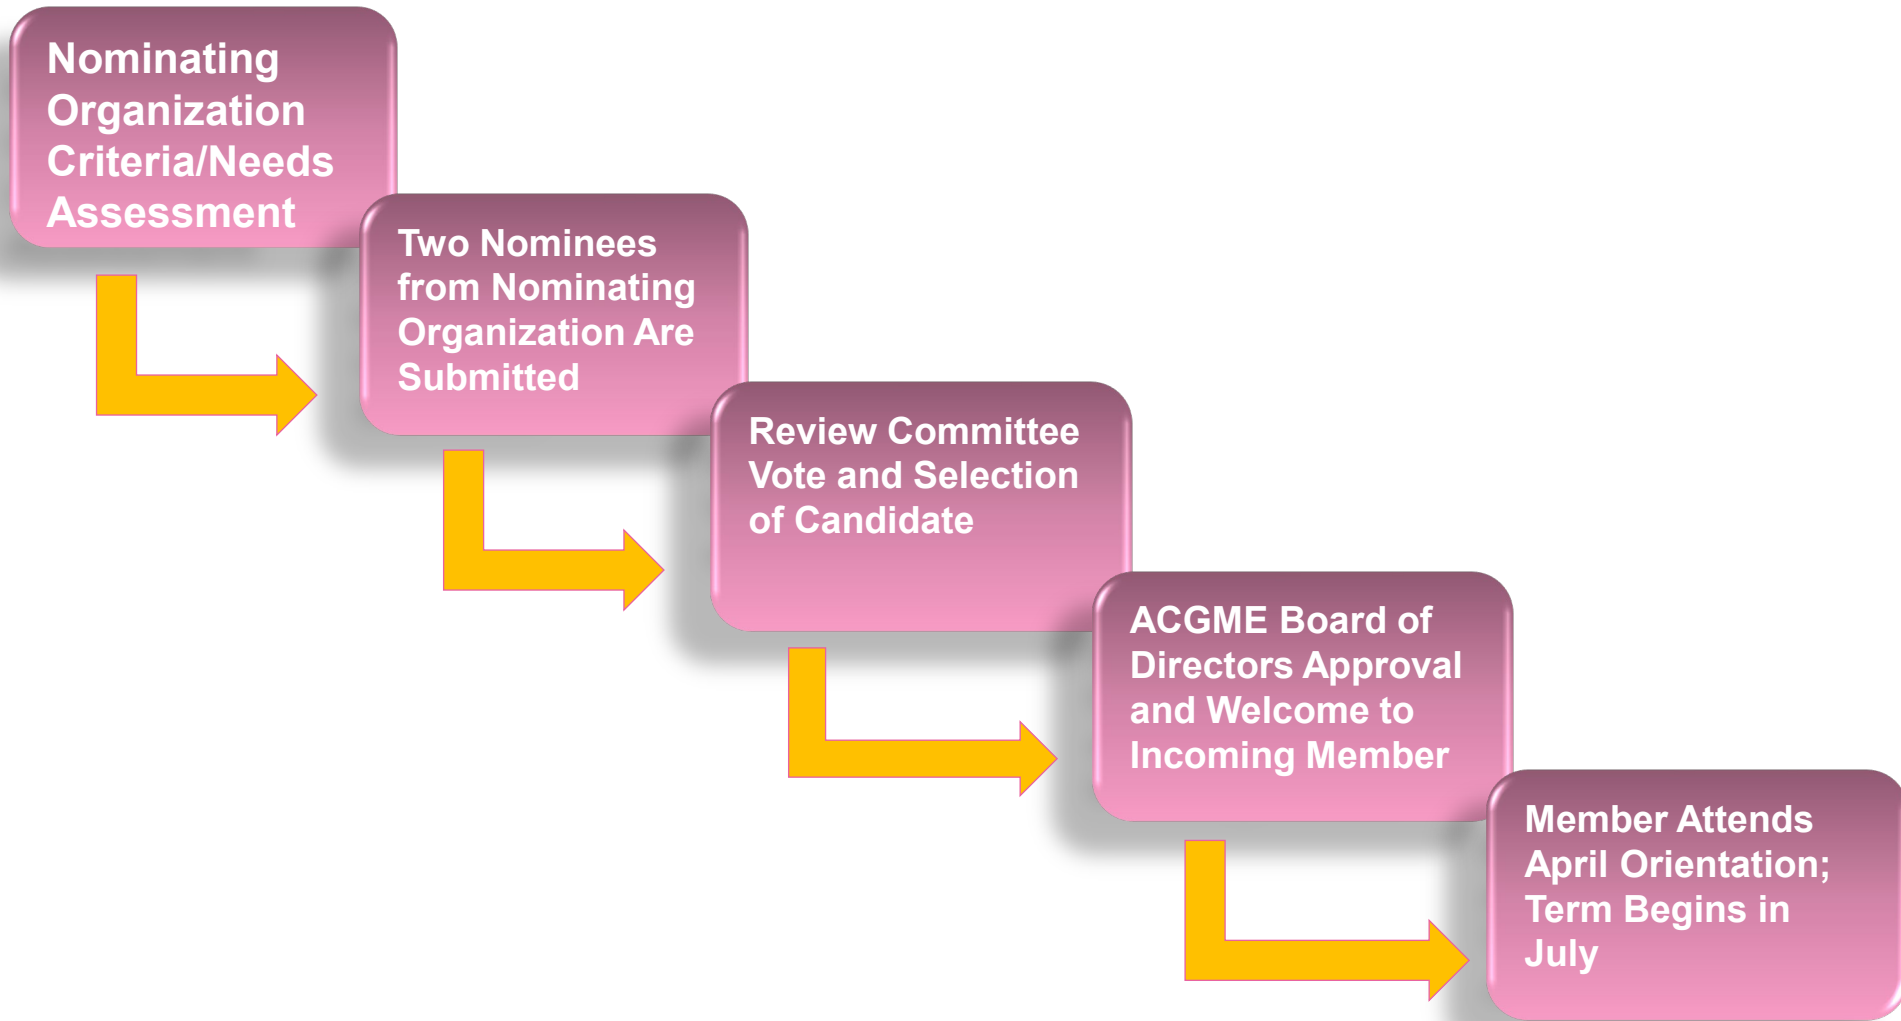 Nominating
Organization
Criteria/Needs
Assessment
Two Nominees
from Nominating
Organization Are
Submitted
Review Committee
Vote and Selection
of Candidate
ACGME Board of
Directors Approval
and Welcome to
Incoming Member
Member Attends
April Orientation;
Term Begins in
July